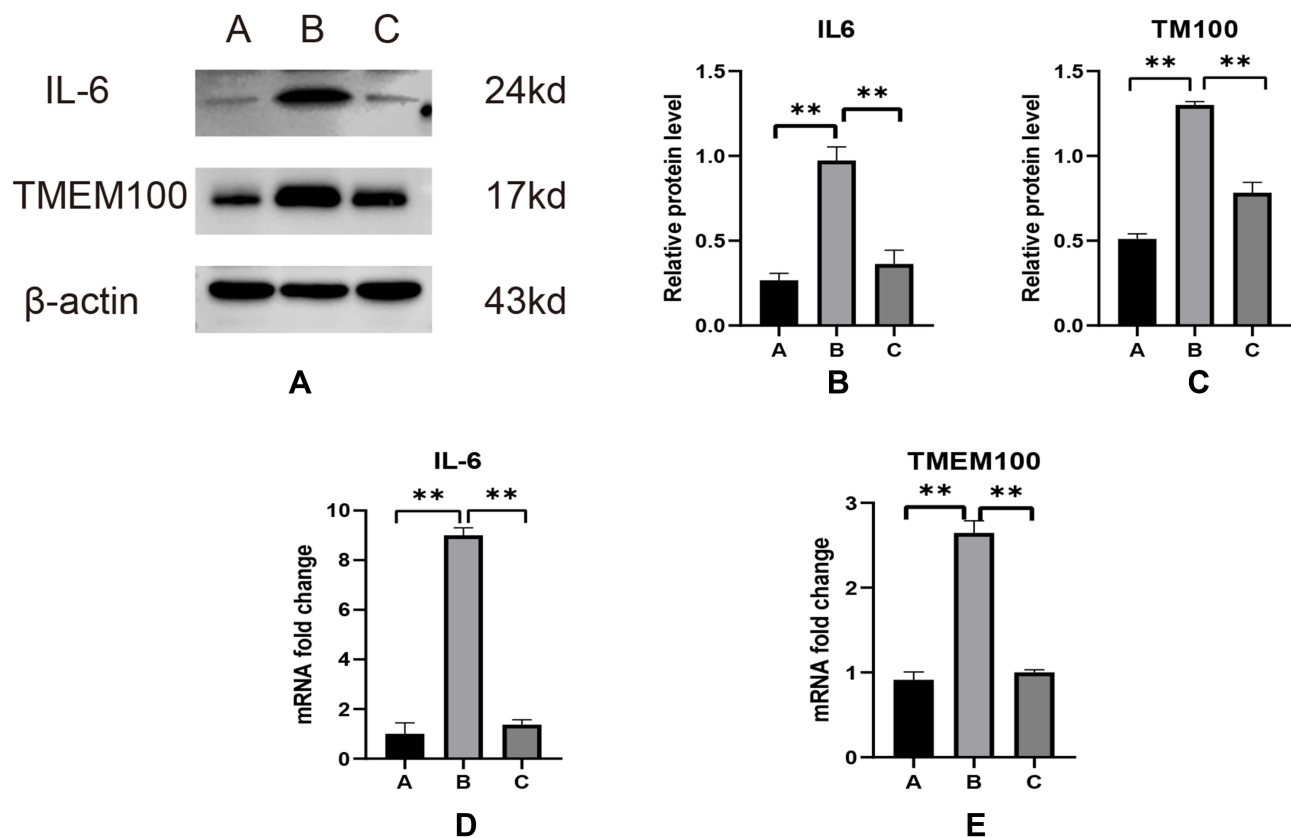 A B C
IL-6 24kd
TMEM100 17kd
β-actin 43kd
A
IL6
** **
Relative protein level
1.5
1.0
0.5
0.0
A B C
B
TM100
** **
Relative protein level
1.5
1.0
0.5
0.0
A B C
C
IL-6
** **
mRNA fold change
10
8
6
4
2
0
A B C
D
TMEM100
** **
mRNA fold change
3
2
1
0
A B C
E